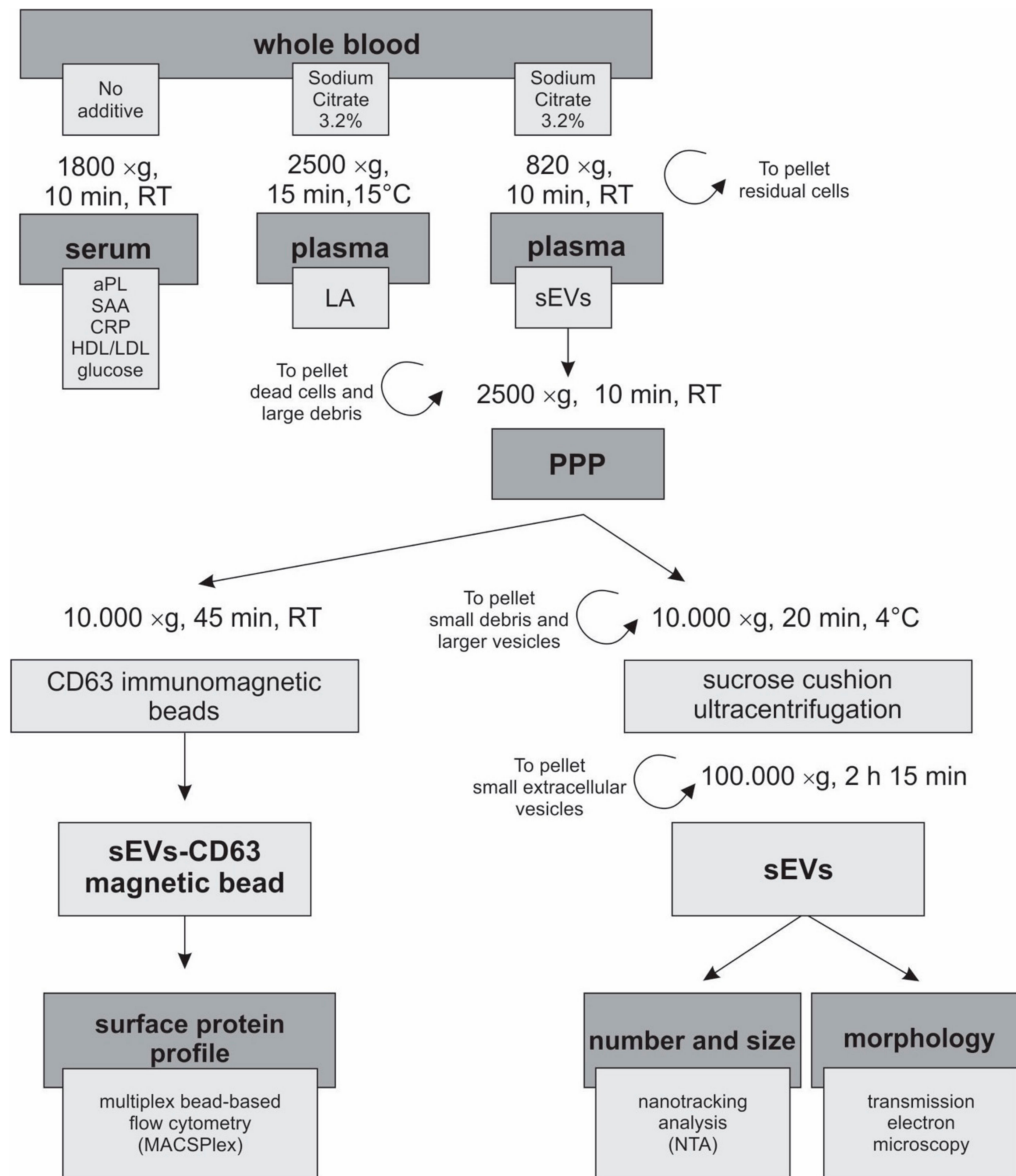 whole blood
No
additive
Sodium
Citrate
3.2%
Sodium
Citrate
3.2%
1800 ×g,
10 min, RT
2500 ×g,
15 min,15°C
820 ×g,
10 min, RT
To pellet
residual cells
serum
aPL
SAA
CRP
HDL/LDL
glucose
plasma
LA
plasma
sEVs
To pellet
dead cells and
large debris
2500 ×g, 10 min, RT
PPP
10.000 ×g, 45 min, RT
CD63 immunomagnetic
beads
sEVs-CD63
magnetic bead
surface protein
profile
multiplex bead-based
flow cytometry
(MACSPlex)
To pellet
small debris and
larger vesicles
10.000 ×g, 20 min, 4°C
sucrose cushion
ultracentrifugation
To pellet
small extracellular
vesicles
100.000 ×g, 2 h 15 min
sEVs
number and size
nanotracking
analysis
(NTA)
morphology
transmission
electron
microscopy